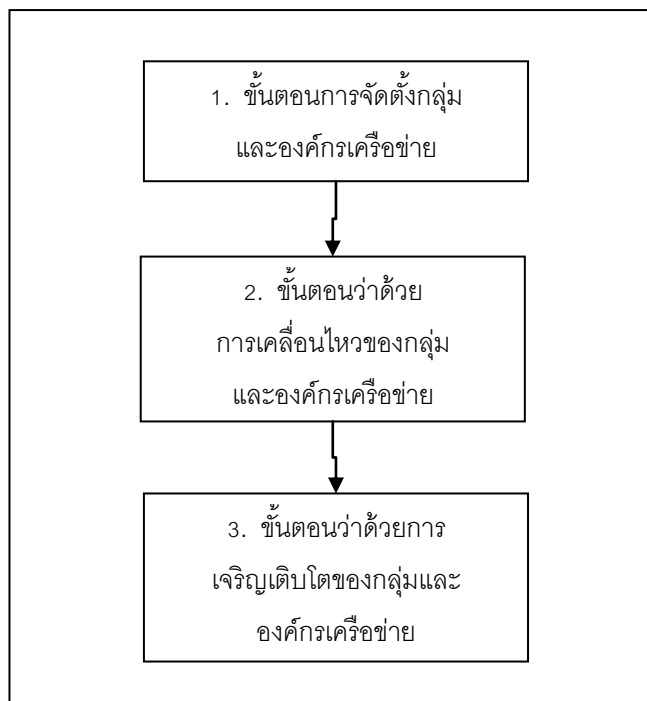 1. ขั้นตอนการจัดตั้งกลุ่ม
และองค์กรเครือข่าย
2. ขั้นตอนว่าด้วย
การเคลื่อนไหวของกลุ่ม
และองค์กรเครือข่าย
3. ขั้นตอนว่าด้วยการ
เจริญเติบโตของกลุ่มและ
องค์กรเครือข่าย